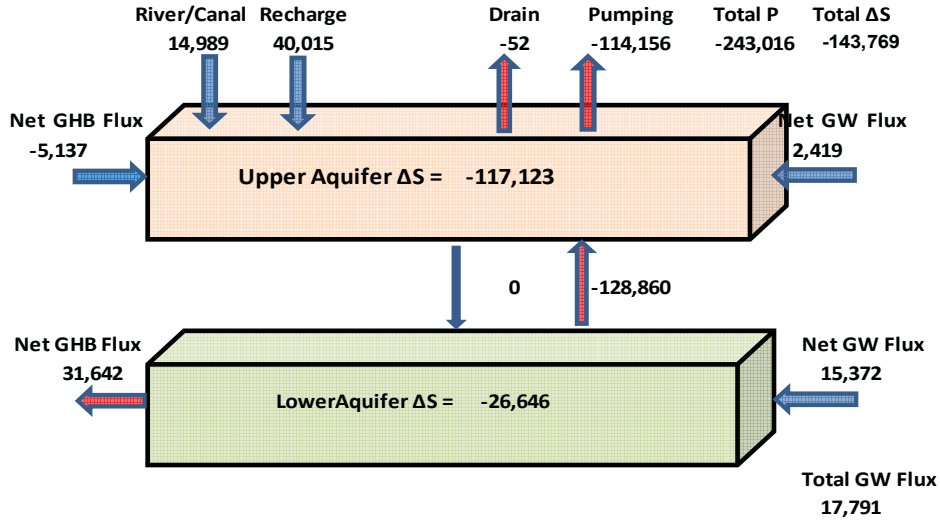 River/Canal Recharge Drain Pumping Total P Total ΔS
14,989 40,015 -52 -114,156 -243,016 -143,769
Net GHB Flux Net GW Flux
-5,137 2,419
Upper Aquifer ΔS = -117,123
0 -128,860
Net GHB Flux Net GW Flux
31,642 15,372
LowerAquifer ΔS = -26,646
Total GW Flux
17,791